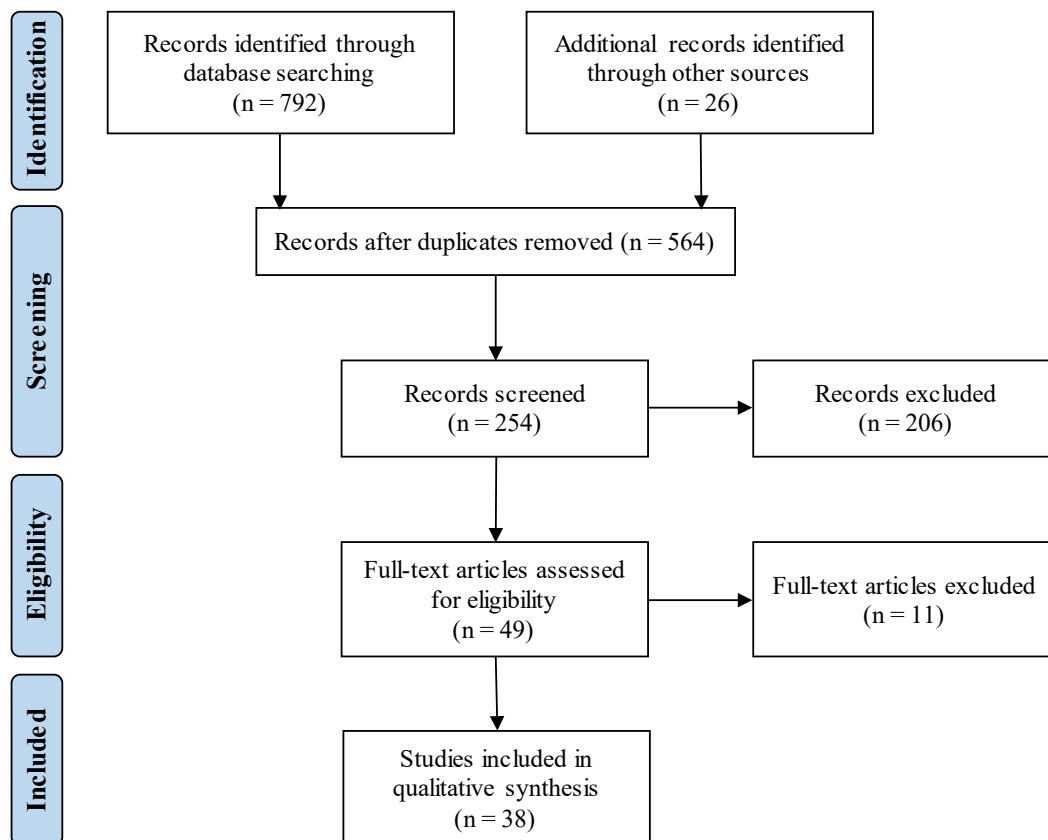 Identification
Records identified through
database searching
(n = 792)
Additional records identified
through other sources
(n = 26)
Screening
Records after duplicates removed (n = 564)
Records screened
(n = 254)
Records excluded
(n = 206)
Eligibility
Full-text articles assessed
for eligibility
(n = 49)
Full-text articles excluded
(n = 11)
Included
Studies included in
qualitative synthesis
(n = 38)